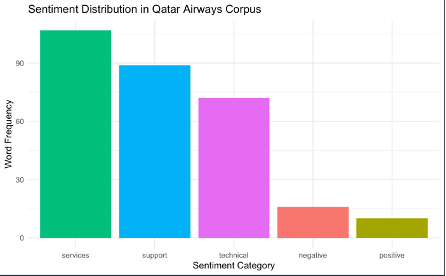 Sentiment Distribution in Qatar Airways Corpus
Word Frequency
90
60
30
0
services support technical negative positive
Sentiment Category